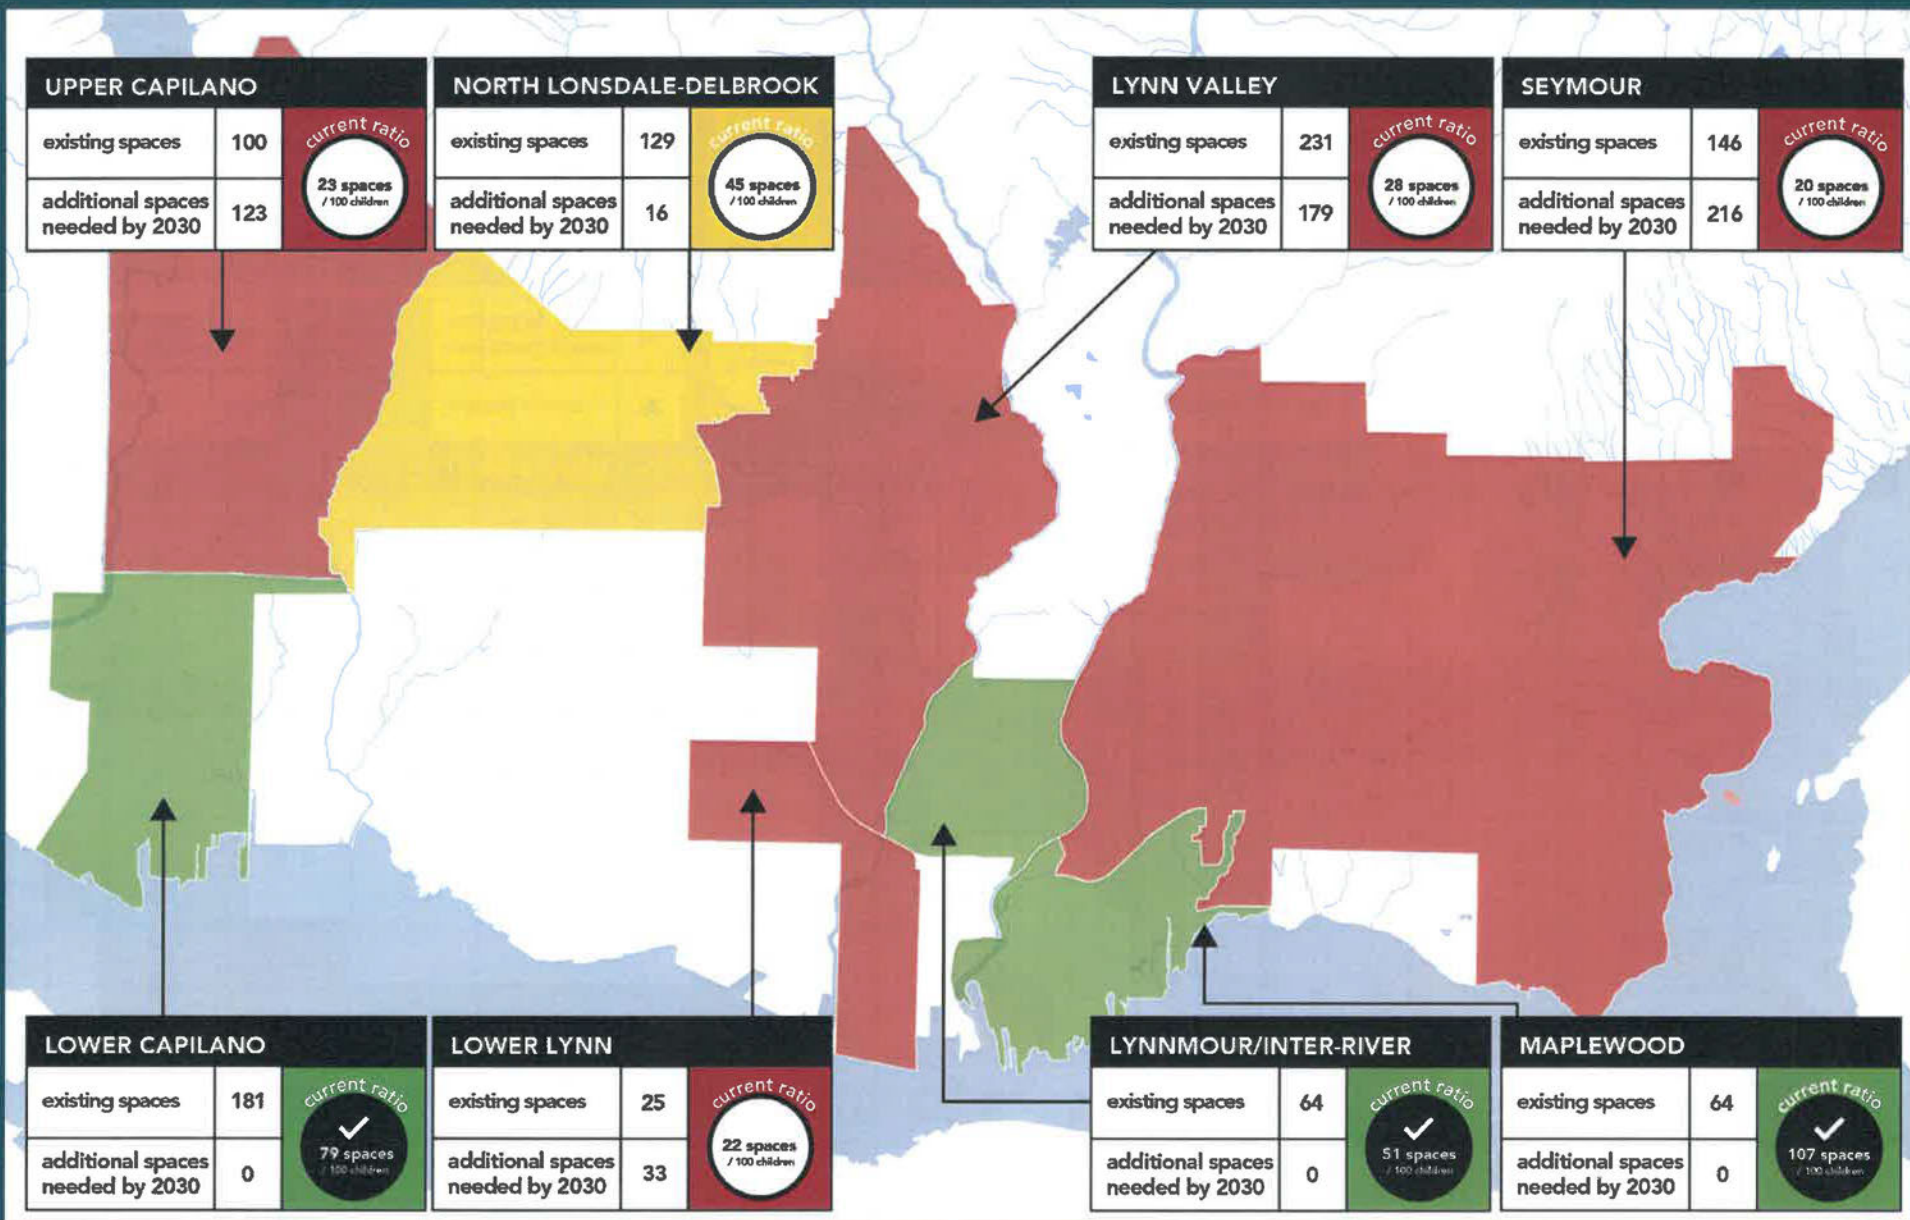 UPPER CAPILANO
existing spaces 100
additional spaces
needed by 2030 123
current ratio
23 spaces
/ 100 children
NORTH LONSDALE-DELBROOK
existing spaces 129
additional spaces
needed by 2030 16
current ratio
45 spaces
/ 100 children
LYNN VALLEY
existing spaces 231
additional spaces
needed by 2030 179
current ratio
28 spaces
/ 100 children
SEYMOUR
existing spaces 146
additional spaces
needed by 2030 216
current ratio
20 spaces
/ 100 children
LOWER CAPILANO
existing spaces 181
additional spaces
needed by 2030 0
current ratio
79 spaces
/ 100 children
LOWER LYNN
existing spaces 25
additional spaces
needed by 2030 33
current ratio
22 spaces
/ 100 children
LYNNMOUR/INTER-RIVER
existing spaces 64
additional spaces
needed by 2030 0
current ratio
51 spaces
/ 100 children
MAPLEWOOD
existing spaces 64
additional spaces
needed by 2030 0
current ratio
107 spaces
/ 100 children